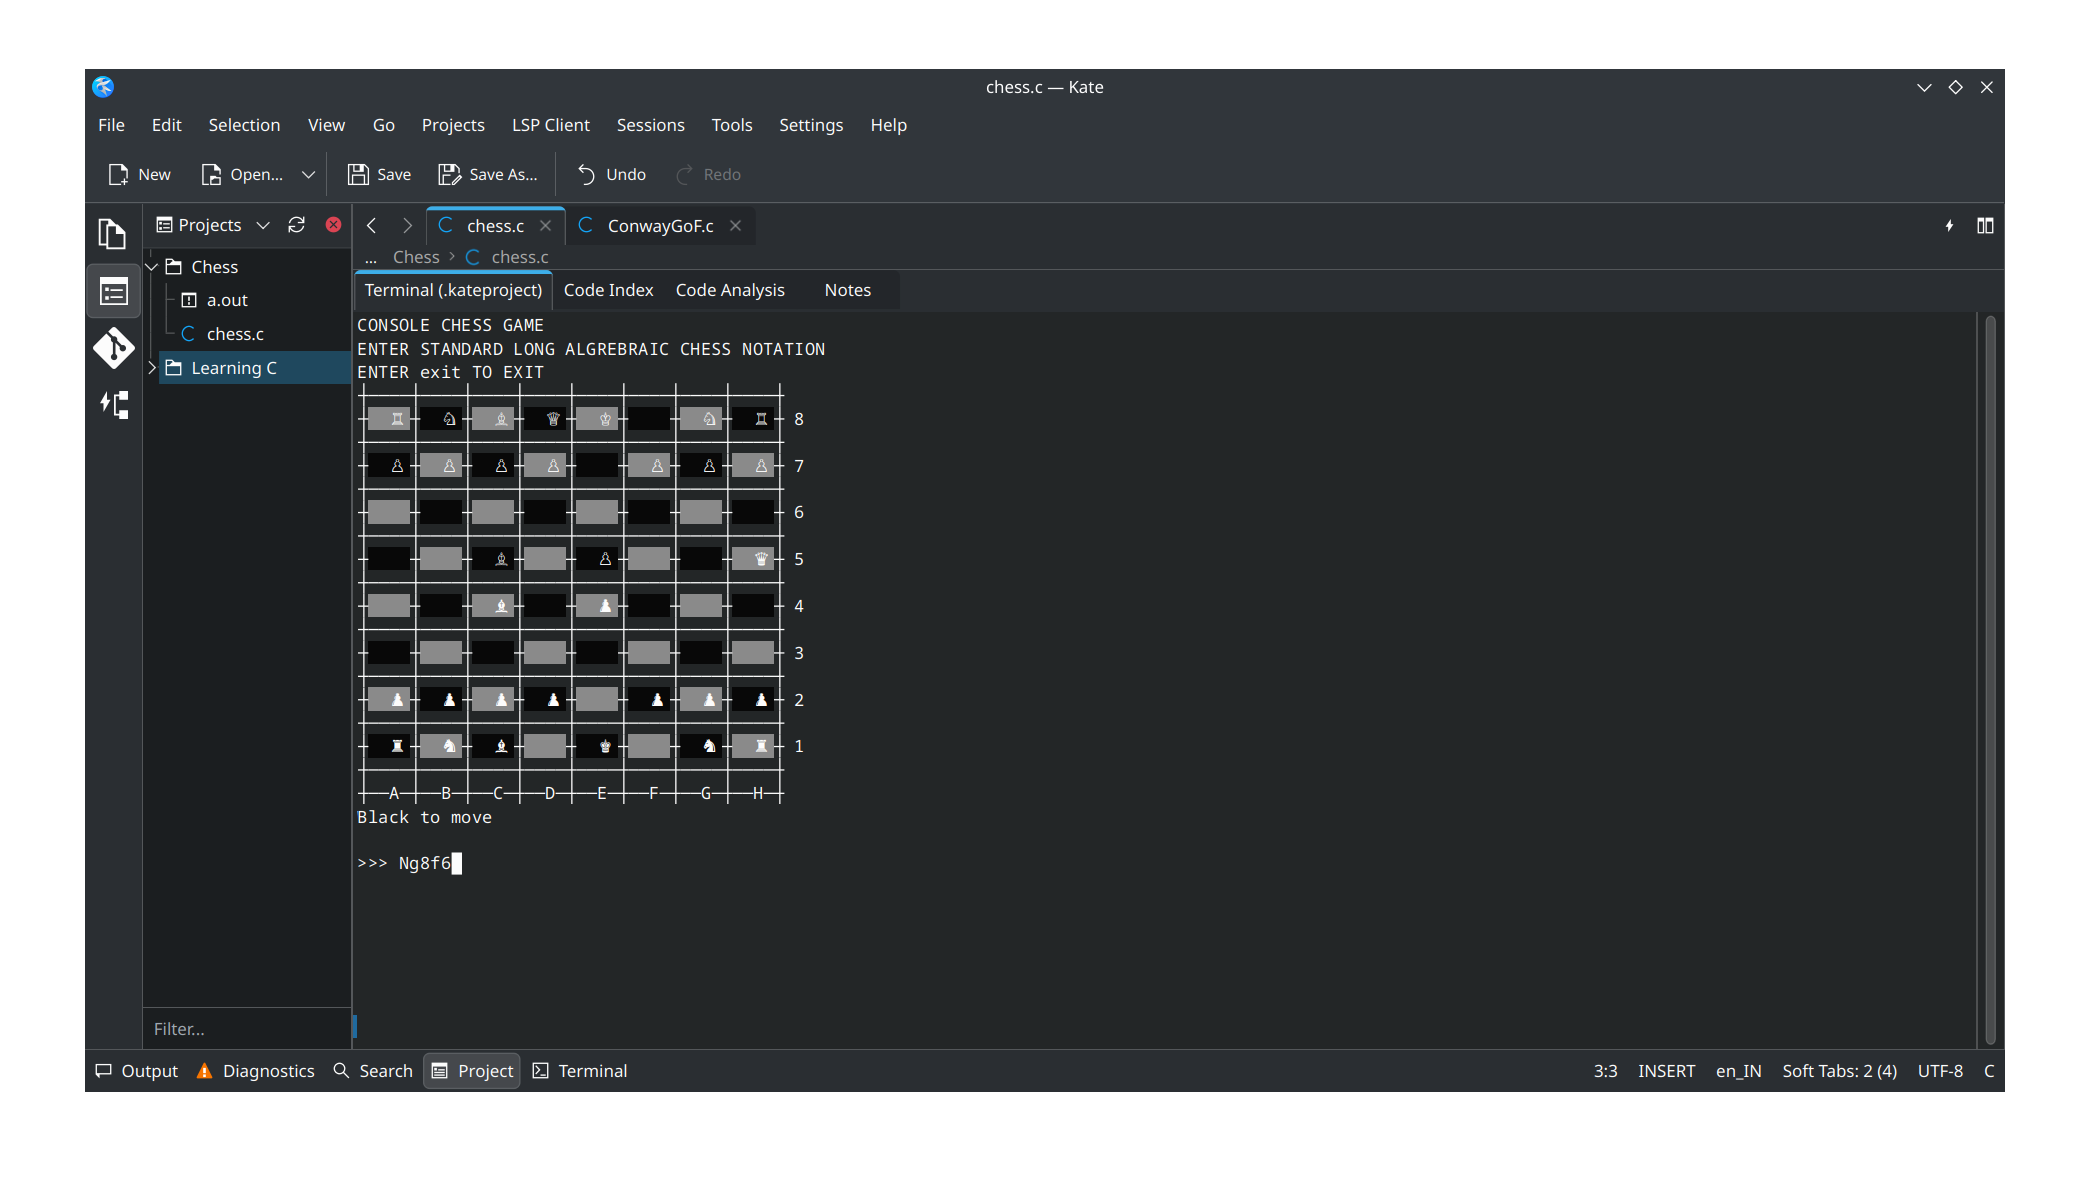 chess.c — Kate
File Edit Selection View Go Projects LSP Client Sessions Tools Settings Help
New Open... Save Save As... Undo Redo
Projects chess.c ConwayGoF.c
... Chess › chess.c
Chess
a.out
chess.c
Learning C
Terminal (.kateproject) Code Index Code Analysis Notes
CONSOLE CHESS GAME
ENTER STANDARD LONG ALGREBRAIC CHESS NOTATION
ENTER exit TO EXIT
8
7
6
5
4
3
2
1
A B C D E F G H
Black to move
>>> Ng8f6
Filter...
Output Diagnostics Search Project Terminal 3:3 INSERT en_IN Soft Tabs: 2 (4) UTF-8 C